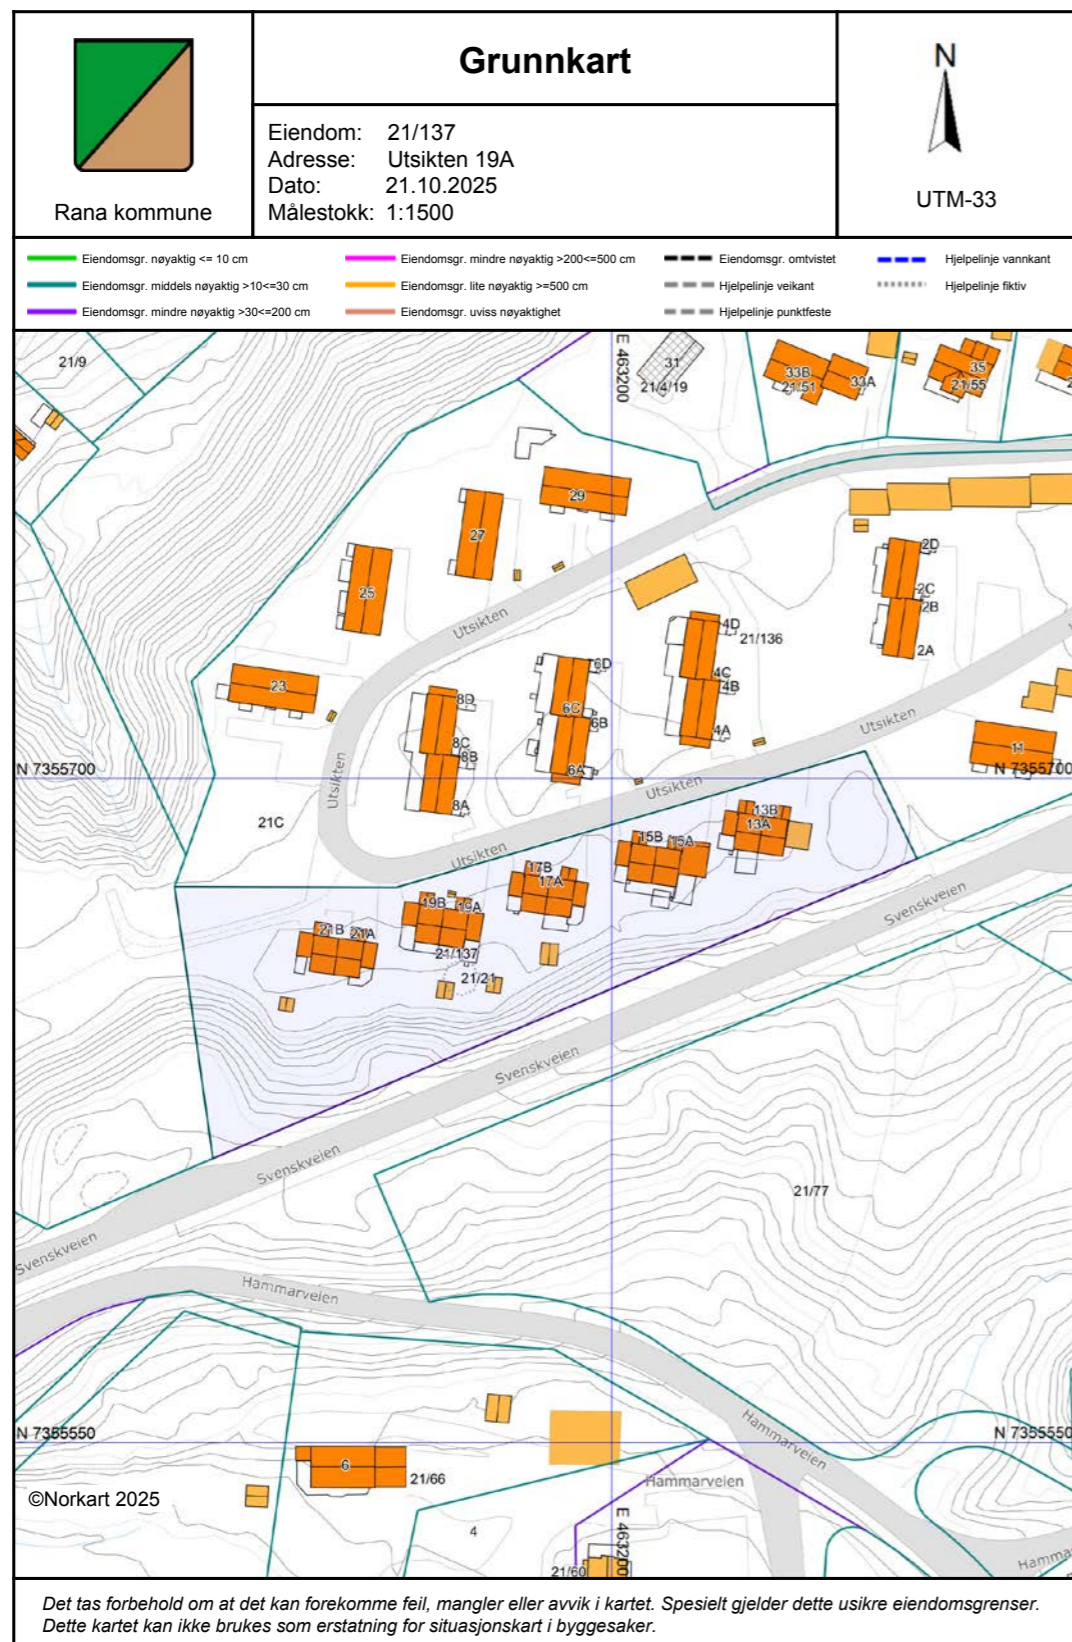 Grunnkart
N
Eiendom: 21/137
Adresse: Utsikten 19A
Dato: 21.10.2025
Målestokk: 1:1500
Rana kommune
UTM-33
Eiendomsgr. nøyaktig <= 10 cm
Eiendomsgr. middels nøyaktig >10<=30 cm
Eiendomsgr. mindre nøyaktig >30<=200 cm
Eiendomsgr. mindre nøyaktig >200<=500 cm
Eiendomsgr. lite nøyaktig >=500 cm
Eiendomsgr. uviss nøyaktighet
Eiendomsgr. omtvistet
Hjelpelinje veikant
Hjelpelinje punktfeste
Hjelpelinje vannkant
Hjelpelinje fiktiv
21/9
E 463200
31
21/4/19
33B
21/51
33A
35
21/55
2
29
27
25
23
Utsikten
2D
2C
2B
2A
4D
21/136
4C
4B
4A
6D
6C
6B
6A
8D
8C
8B
8A
Utsikten
Utsikten
11
N 7355700
N 7355700
Utsikten
21C
Utsikten
13B
13A
15B
15A
17B
17A
19B
19A
21B
21A
21/137
21/21
Svenskveien
Svenskveien
Svenskveien
Svenskveien
21/77
Hammarveien
Hammarveien
N 7355550
N 7355550
6
21/66
Hammarveien
©Norkart 2025
4
E 463200
21/60
Det tas forbehold om at det kan forekomme feil, mangler eller avvik i kartet. Spesielt gjelder dette usikre eiendomsgrenser.
Dette kartet kan ikke brukes som erstatning for situasjonskart i byggesaker.